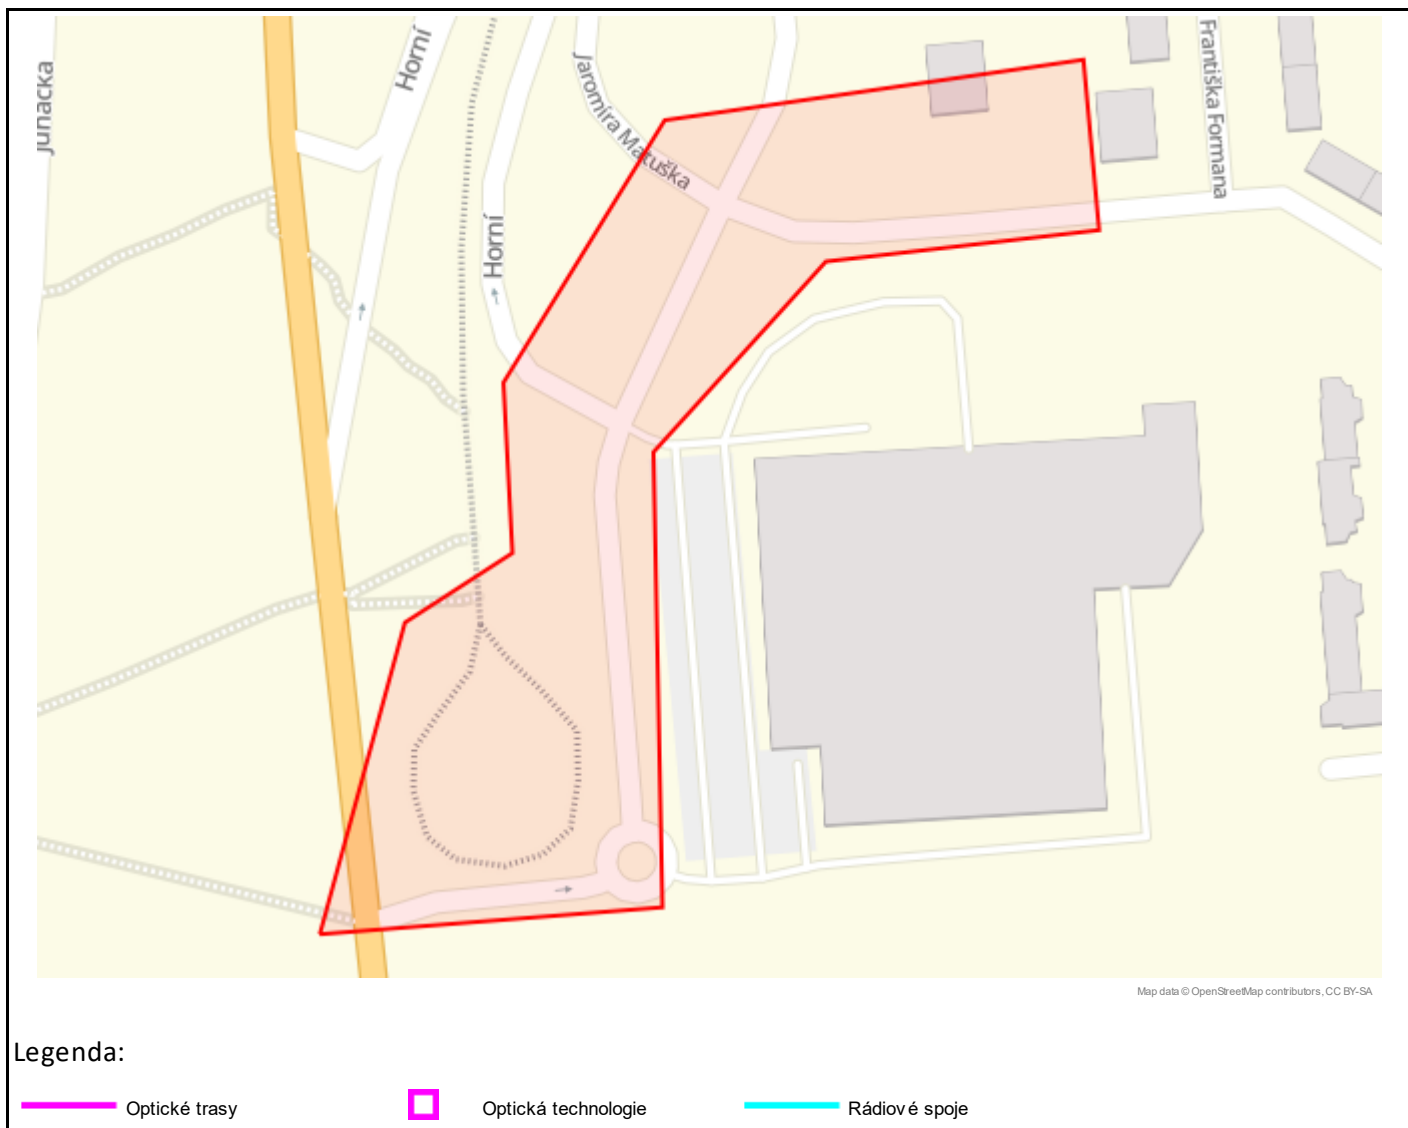 Junácká
Horní
Jaromíra Matuška
Františka Formana
Horní
Map data © OpenStreetMap contributors, CC BY-SA
Legenda:
Optické trasy
Optická technologie
Rádiové spoje